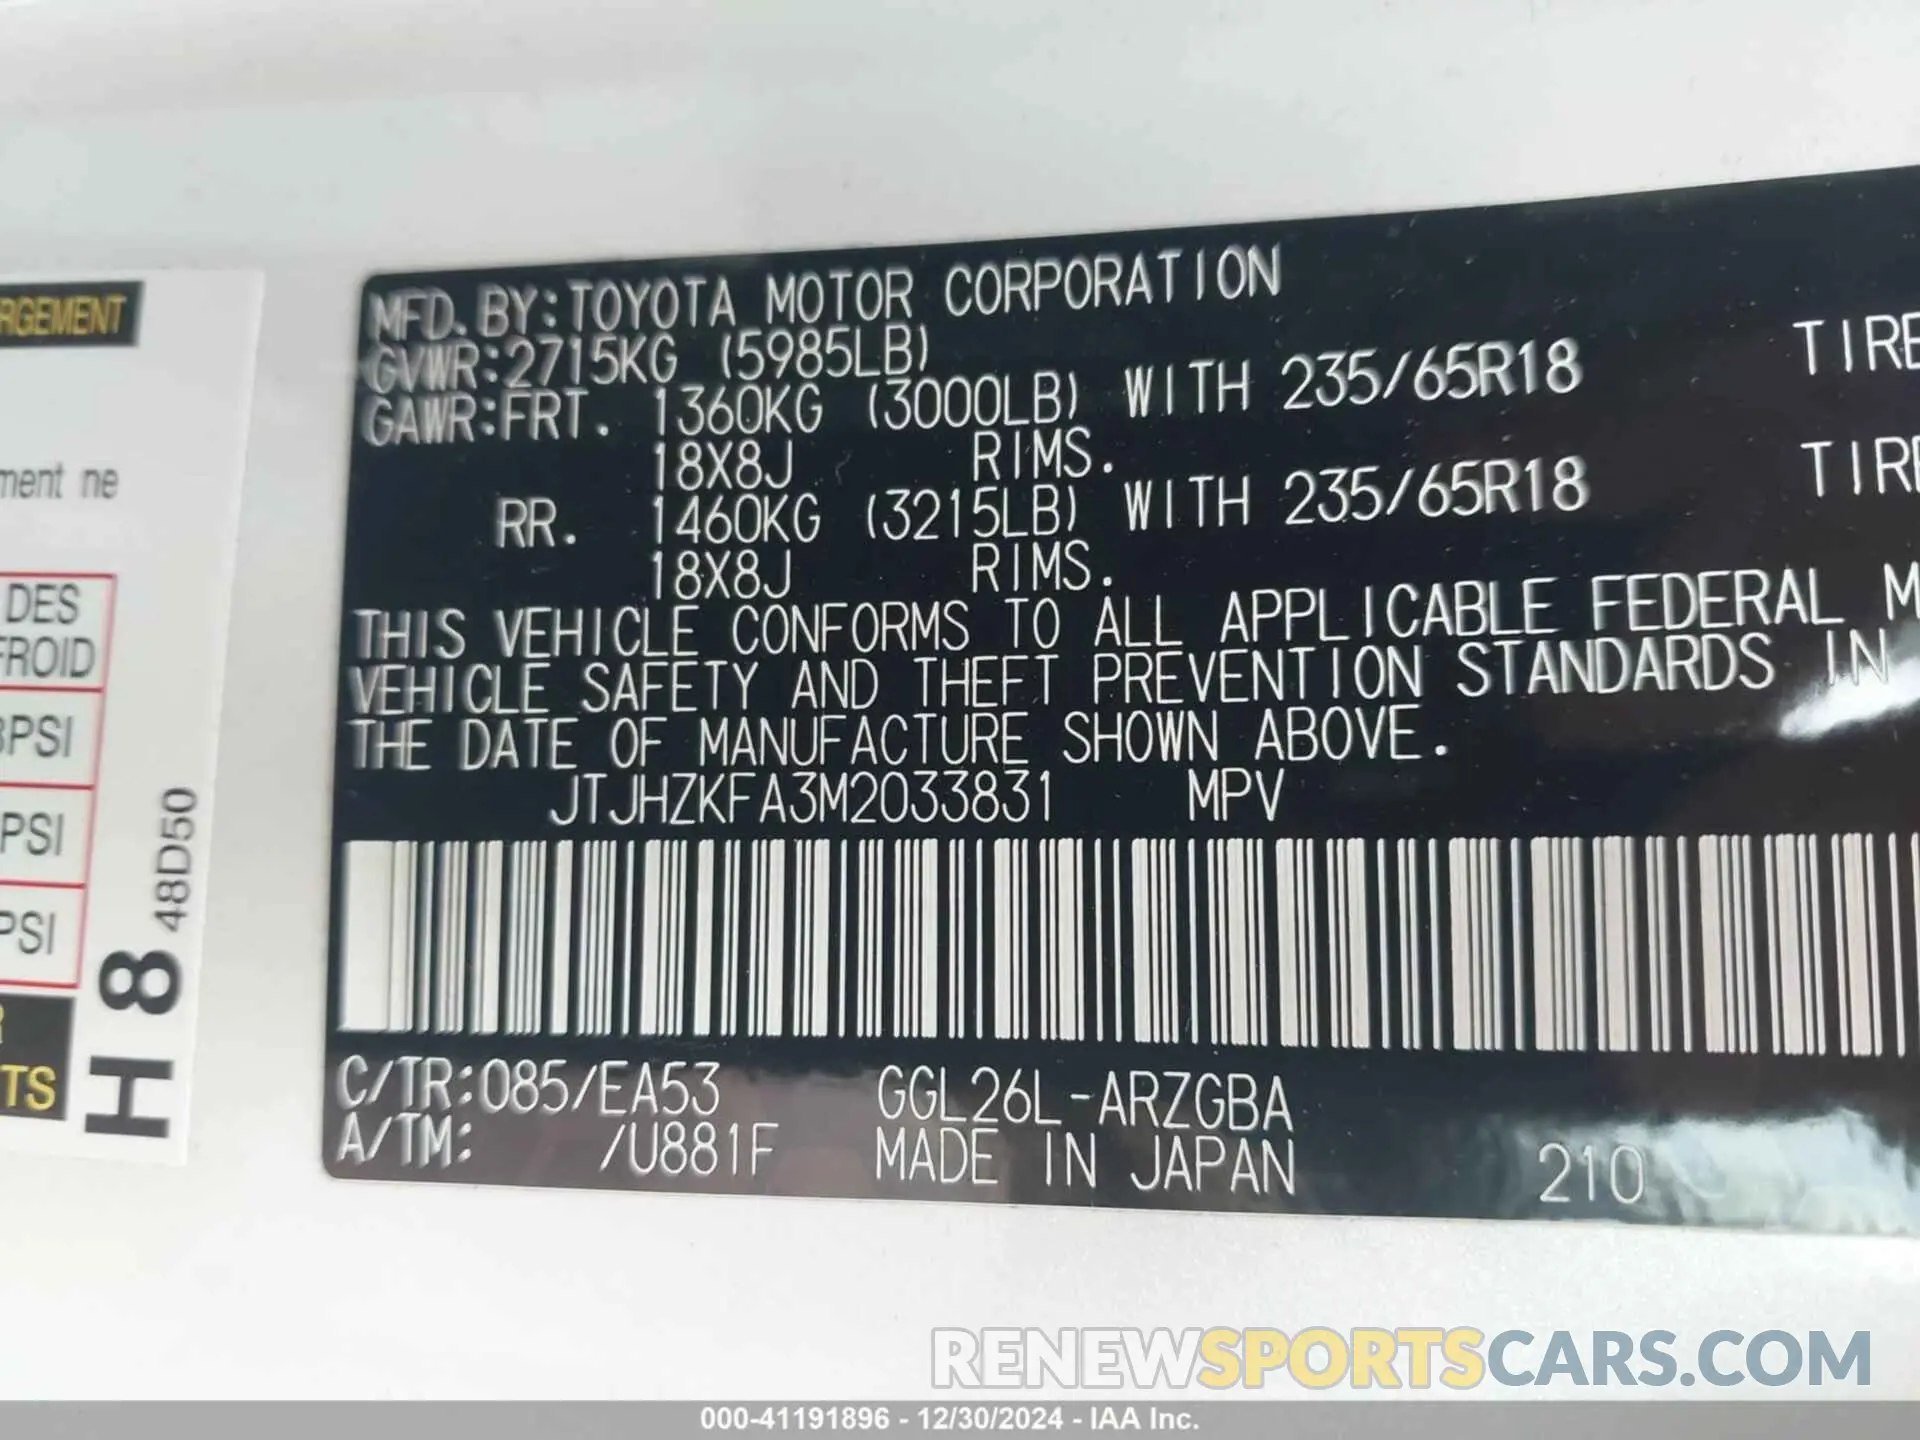 MFD. BY: TOYOTA MOTOR CORPORATION
GVWR: 2715KG (5985LB)
GAWR: FRT. 1360KG (3000LB) WITH 235/65R18 TIRE
18X8J RIMS.
RR. 1460KG (3215LB) WITH 235/65R18 TIRE
18X8J RIMS.
THIS VEHICLE CONFORMS TO ALL APPLICABLE FEDERAL M
VEHICLE SAFETY AND THEFT PREVENTION STANDARDS IN
THE DATE OF MANUFACTURE SHOWN ABOVE.
JTJHZKFA3M2033831 MPV
C/TR: 085/EA53 GGL26L-ARZGBA
A/TM: /U881F MADE IN JAPAN 210
RGEMENT
ment ne
DES
FROID
PSI
PSI
PSI
TS
H 8
48D50
RENEWSPORTSCARS.COM
000-41191896 - 12/30/2024 - IAA Inc.